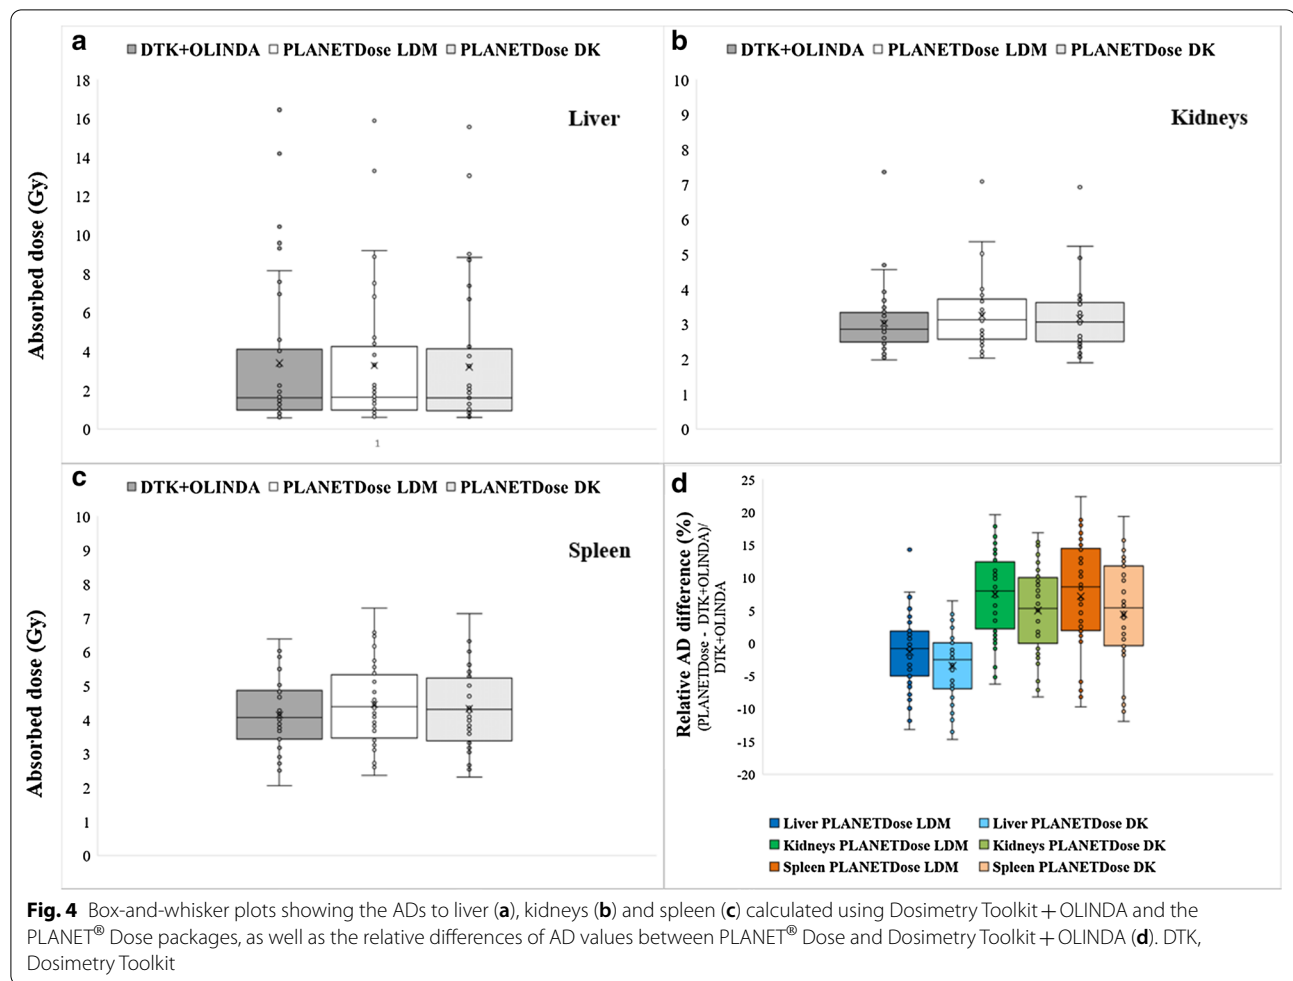 a
DTK+OLINDA PLANETDose LDM PLANETDose DK
Liver
Absorbed dose (Gy)
18
16
14
12
10
8
6
4
2
0
1
b
DTK+OLINDA PLANETDose LDM PLANETDose DK
Kidneys
10
9
8
7
6
5
4
3
2
1
0
c
DTK+OLINDA PLANETDose LDM PLANETDose DK
Spleen
Absorbed dose (Gy)
10
9
8
7
6
5
4
3
2
1
0
d
Relative AD difference (%)
(PLANETDose - DTK+OLINDA)/
DTK+OLINDA
25
20
15
10
5
0
-5
-10
-15
-20
Liver PLANETDose LDM Liver PLANETDose DK
Kidneys PLANETDose LDM Kidneys PLANETDose DK
Spleen PLANETDose LDM Spleen PLANETDose DK
Fig. 4 Box-and-whisker plots showing the ADs to liver (a), kidneys (b) and spleen (c) calculated using Dosimetry Toolkit + OLINDA and the
PLANET® Dose packages, as well as the relative differences of AD values between PLANET® Dose and Dosimetry Toolkit + OLINDA (d). DTK,
Dosimetry Toolkit